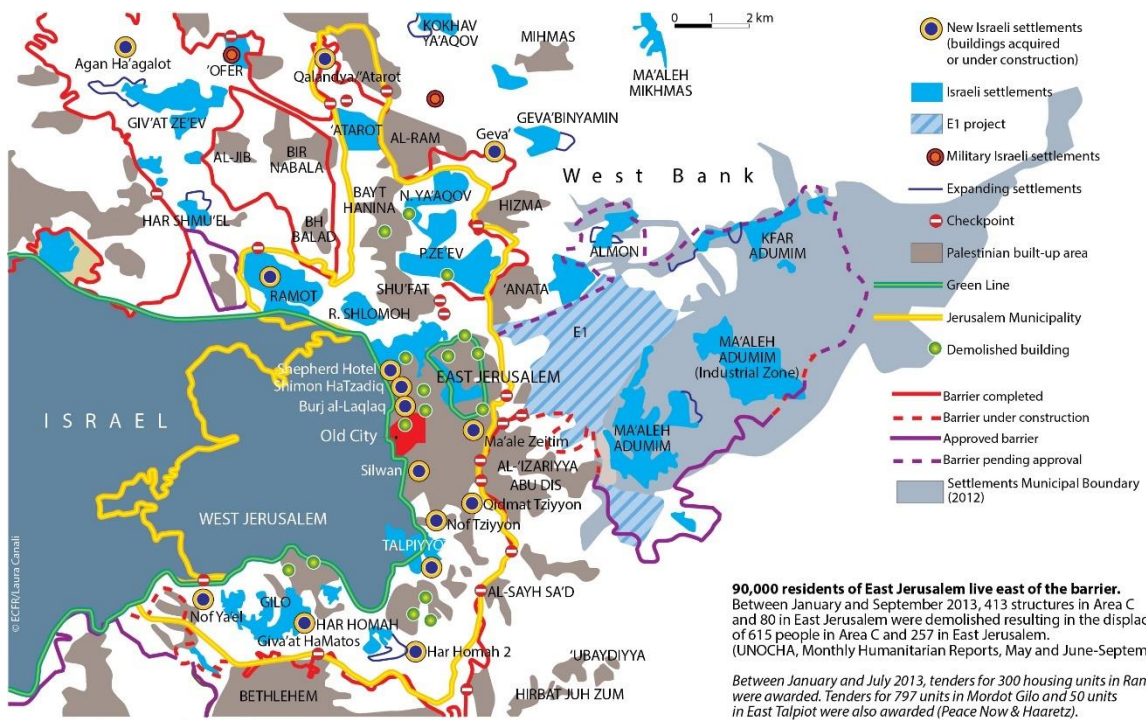 0 1 2 km
KOKHAV
YA'AQOV
MIHMAS
Agan Ha'agalot
'OFER
Qalandya/'Atarot
MA'ALEH
MIKHMAS
GIV'AT ZE'EV
'ATAROT
AL-RAM
Geva'
GEVA'BINYAMIN
AL-JIB
BIR
NABALA
West Bank
BAYT
HANINA
N. YA'AQOV
HIZMA
HAR SHMU'EL
BH
BALAD
P.ZE'EV
ALMON
KFAR
ADUMIM
RAMOT
SHU'FAT
'ANATA
R. SHLOMOH
E1
MA'ALEH
ADUMIM
(Industrial Zone)
Shepherd Hotel
EAST JERUSALEM
Shimon HaTzadiq
Burj al-Laqlaq
ISRAEL
Old City
Ma'ale Zeitim
MA'ALEH
ADUMIM
Silwan
AL-'IZARIYYA
ABU DIS
Qidmat Tziyyon
WEST JERUSALEM
Nof Tziyyon
TALPIYYO
AL-SAYH SA'D
Nof Yael
GILO
HAR HOMAH
Giva'at HaMatos
Har Homah 2
'UBAYDIYYA
BETHLEHEM
HIRBAT JUH ZUM
© ECFR/Laura Canali
New Israeli settlements
(buildings acquired
or under construction)
Israeli settlements
E1 project
Military Israeli settlements
Expanding settlements
Checkpoint
Palestinian built-up area
Green Line
Jerusalem Municipality
Demolished building
Barrier completed
Barrier under construction
Approved barrier
Barrier pending approval
Settlements Municipal Boundary
(2012)
90,000 residents of East Jerusalem live east of the barrier.
Between January and September 2013, 413 structures in Area C
and 80 in East Jerusalem were demolished resulting in the displac
of 615 people in Area C and 257 in East Jerusalem.
(UNOCHA, Monthly Humanitarian Reports, May and June-Septem
Between January and July 2013, tenders for 300 housing units in Ram
were awarded. Tenders for 797 units in Mordot Gilo and 50 units
in East Talpiot were also awarded (Peace Now & Haaretz).